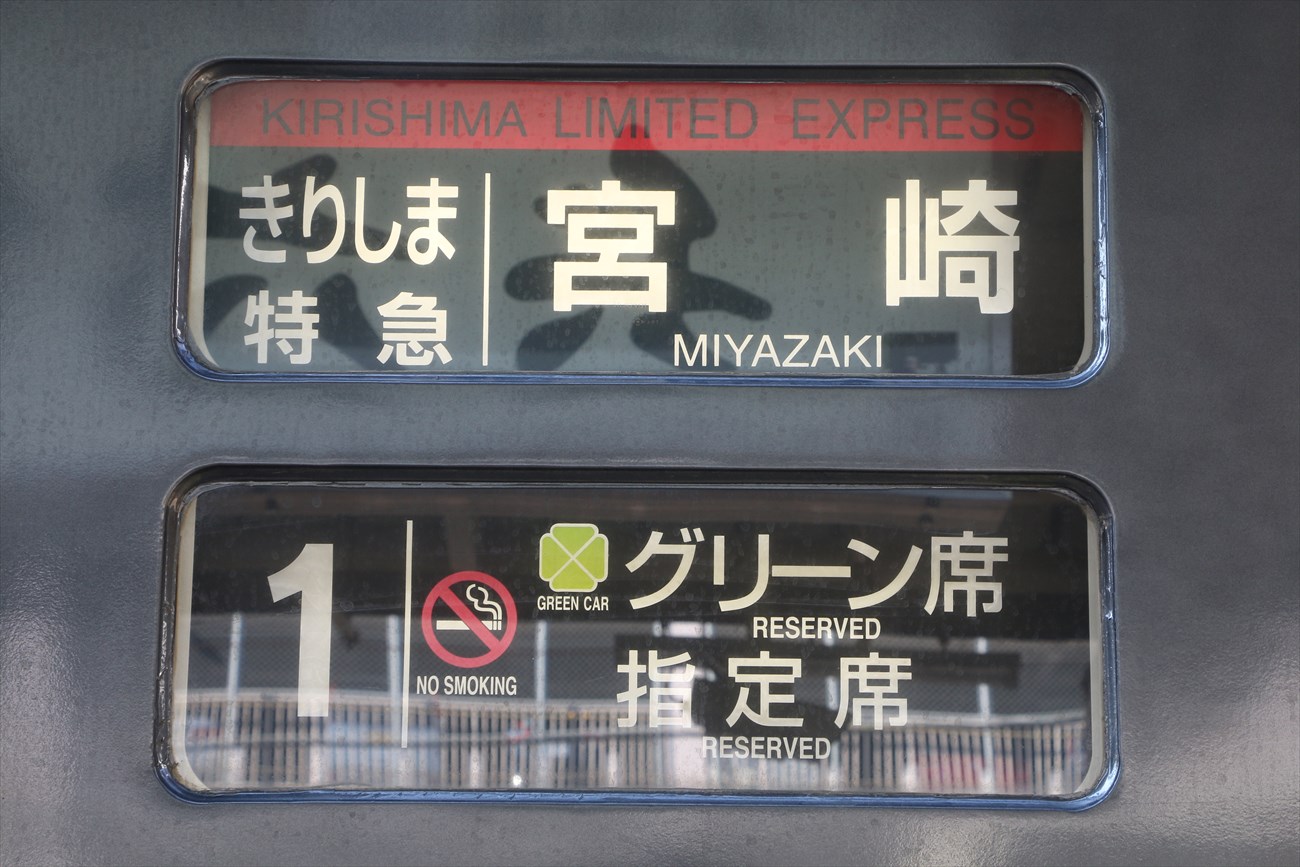 KIRISHIMA LIMITED EXPRESS
きりしま
特急
宮崎
MIYAZAKI
1
NO SMOKING
GREEN CAR
グリーン席
RESERVED
指定席
RESERVED